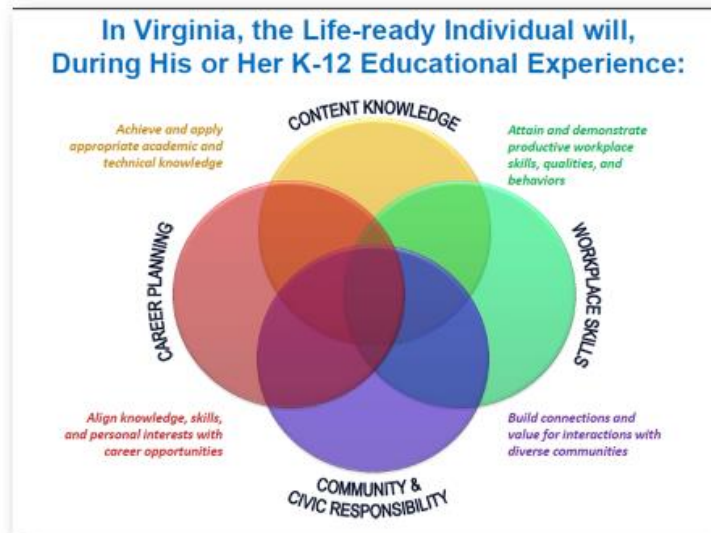 In Virginia, the Life-ready Individual will,
During His or Her K-12 Educational Experience:
CONTENT KNOWLEDGE
Achieve and apply
appropriate academic and
technical knowledge
Attain and demonstrate
productive workplace
skills, qualities, and
behaviors
CAREER PLANNING
WORKPLACE SKILLS
Align knowledge, skills,
and personal interests with
career opportunities
Build connections and
value for interactions with
diverse communities
COMMUNITY &
CIVIC RESPONSIBILITY